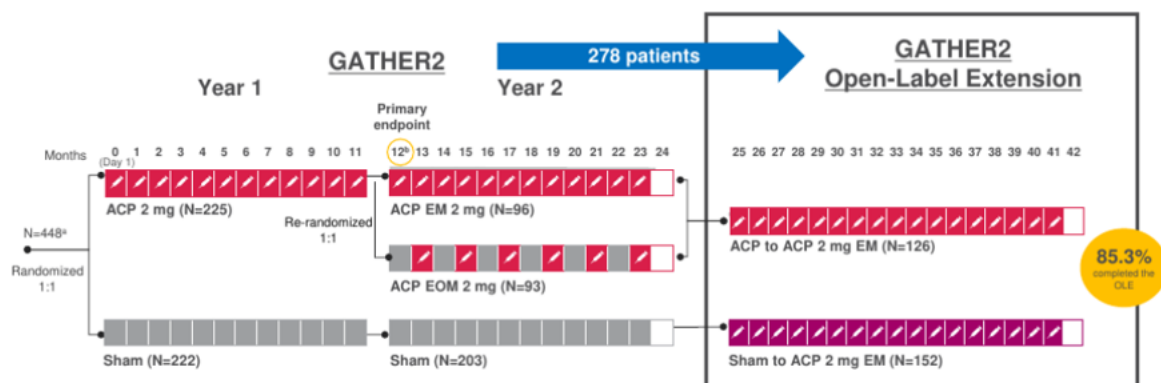 GATHER2
278 patients
GATHER2
Open-Label Extension
Year 1
Year 2
Primary
endpoint
Months
0 1 2 3 4 5 6 7 8 9 10 11
(Day 1)
12ᵇ 13 14 15 16 17 18 19 20 21 22 23 24
25 26 27 28 29 30 31 32 33 34 35 36 37 38 39 40 41 42
ACP 2 mg (N=225)
Re-randomized
1:1
ACP EM 2 mg (N=96)
N=448ᵃ
Randomized
1:1
ACP EOM 2 mg (N=93)
ACP to ACP 2 mg EM (N=126)
85.3%
completed the
OLE
Sham (N=222)
Sham (N=203)
Sham to ACP 2 mg EM (N=152)